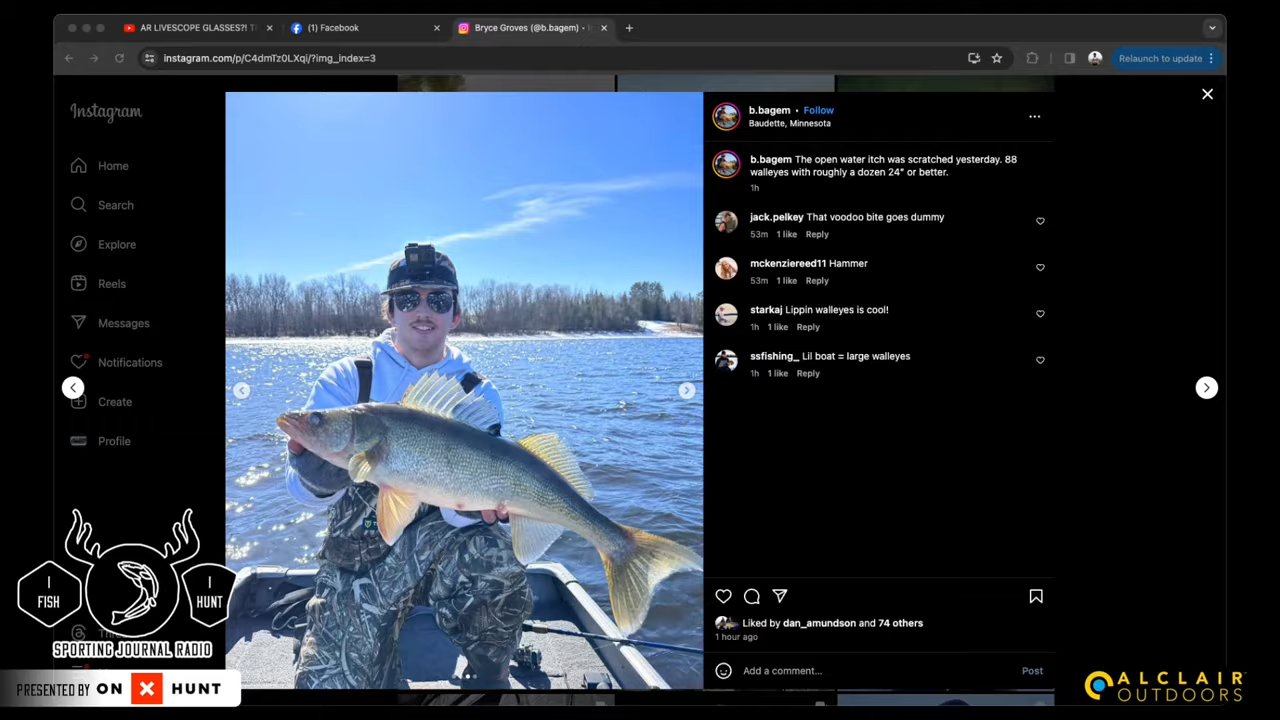 AR LIVESCOPE GLASSES?! T
(1) Facebook
Bryce Groves (@b.bagem) •
instagram.com/p/C4dmTz0LXqi/?img_index=3
Relaunch to update
Instagram
Home
Search
Explore
Reels
Messages
Notifications
Create
Profile
b.bagem • Follow
Baudette, Minnesota
b.bagem The open water itch was scratched yesterday. 88
walleyes with roughly a dozen 24” or better.
1h
jack.pelkey That voodoo bite goes dummy
53m 1 like Reply
mckenziereed11 Hammer
53m 1 like Reply
starkaj Lippin walleyes is cool!
1h 1 like Reply
ssfishing_ Lil boat = large walleyes
1h 1 like Reply
Liked by dan_amundson and 74 others
1 hour ago
Add a comment...
Post
I
FISH
I
HUNT
SPORTING JOURNAL RADIO
PRESENTED BY ON X HUNT
ALCLAIR
OUTDOORS